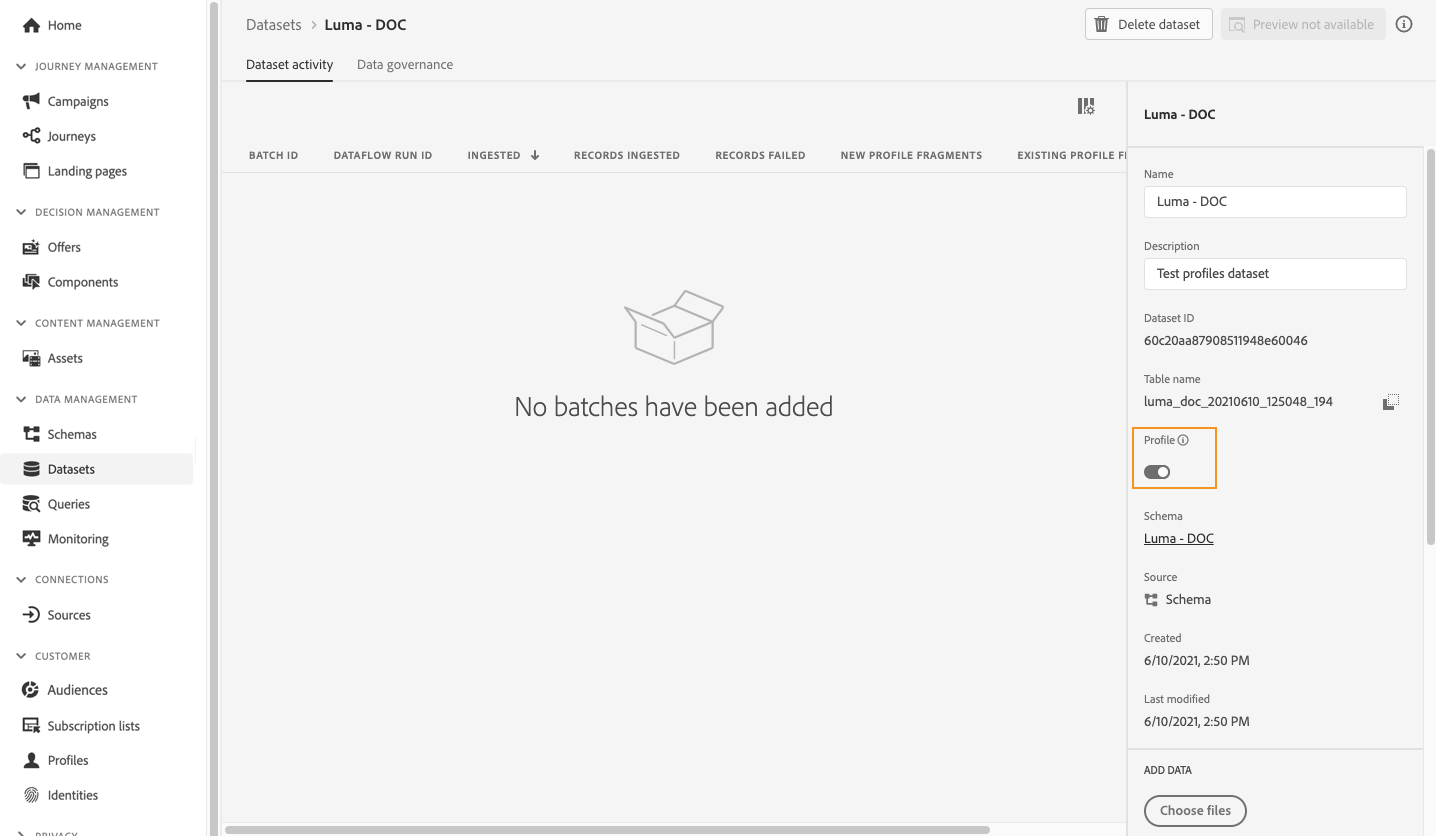 Home
JOURNEY MANAGEMENT
Campaigns
Journeys
Landing pages
DECISION MANAGEMENT
Offers
Components
CONTENT MANAGEMENT
Assets
DATA MANAGEMENT
Schemas
Datasets
Queries
Monitoring
CONNECTIONS
Sources
CUSTOMER
Audiences
Subscription lists
Profiles
Identities
PRIVACY
Datasets > Luma - DOC
Delete dataset
Preview not available
Dataset activity
Data governance
BATCH ID DATAFLOW RUN ID INGESTED RECORDS INGESTED RECORDS FAILED NEW PROFILE FRAGMENTS EXISTING PROFILE F
No batches have been added
Luma - DOC
Name
Luma - DOC
Description
Test profiles dataset
Dataset ID
60c20aa87908511948e60046
Table name
luma_doc_20210610_125048_194
Profile
Schema
Luma - DOC
Source
Schema
Created
6/10/2021, 2:50 PM
Last modified
6/10/2021, 2:50 PM
ADD DATA
Choose files